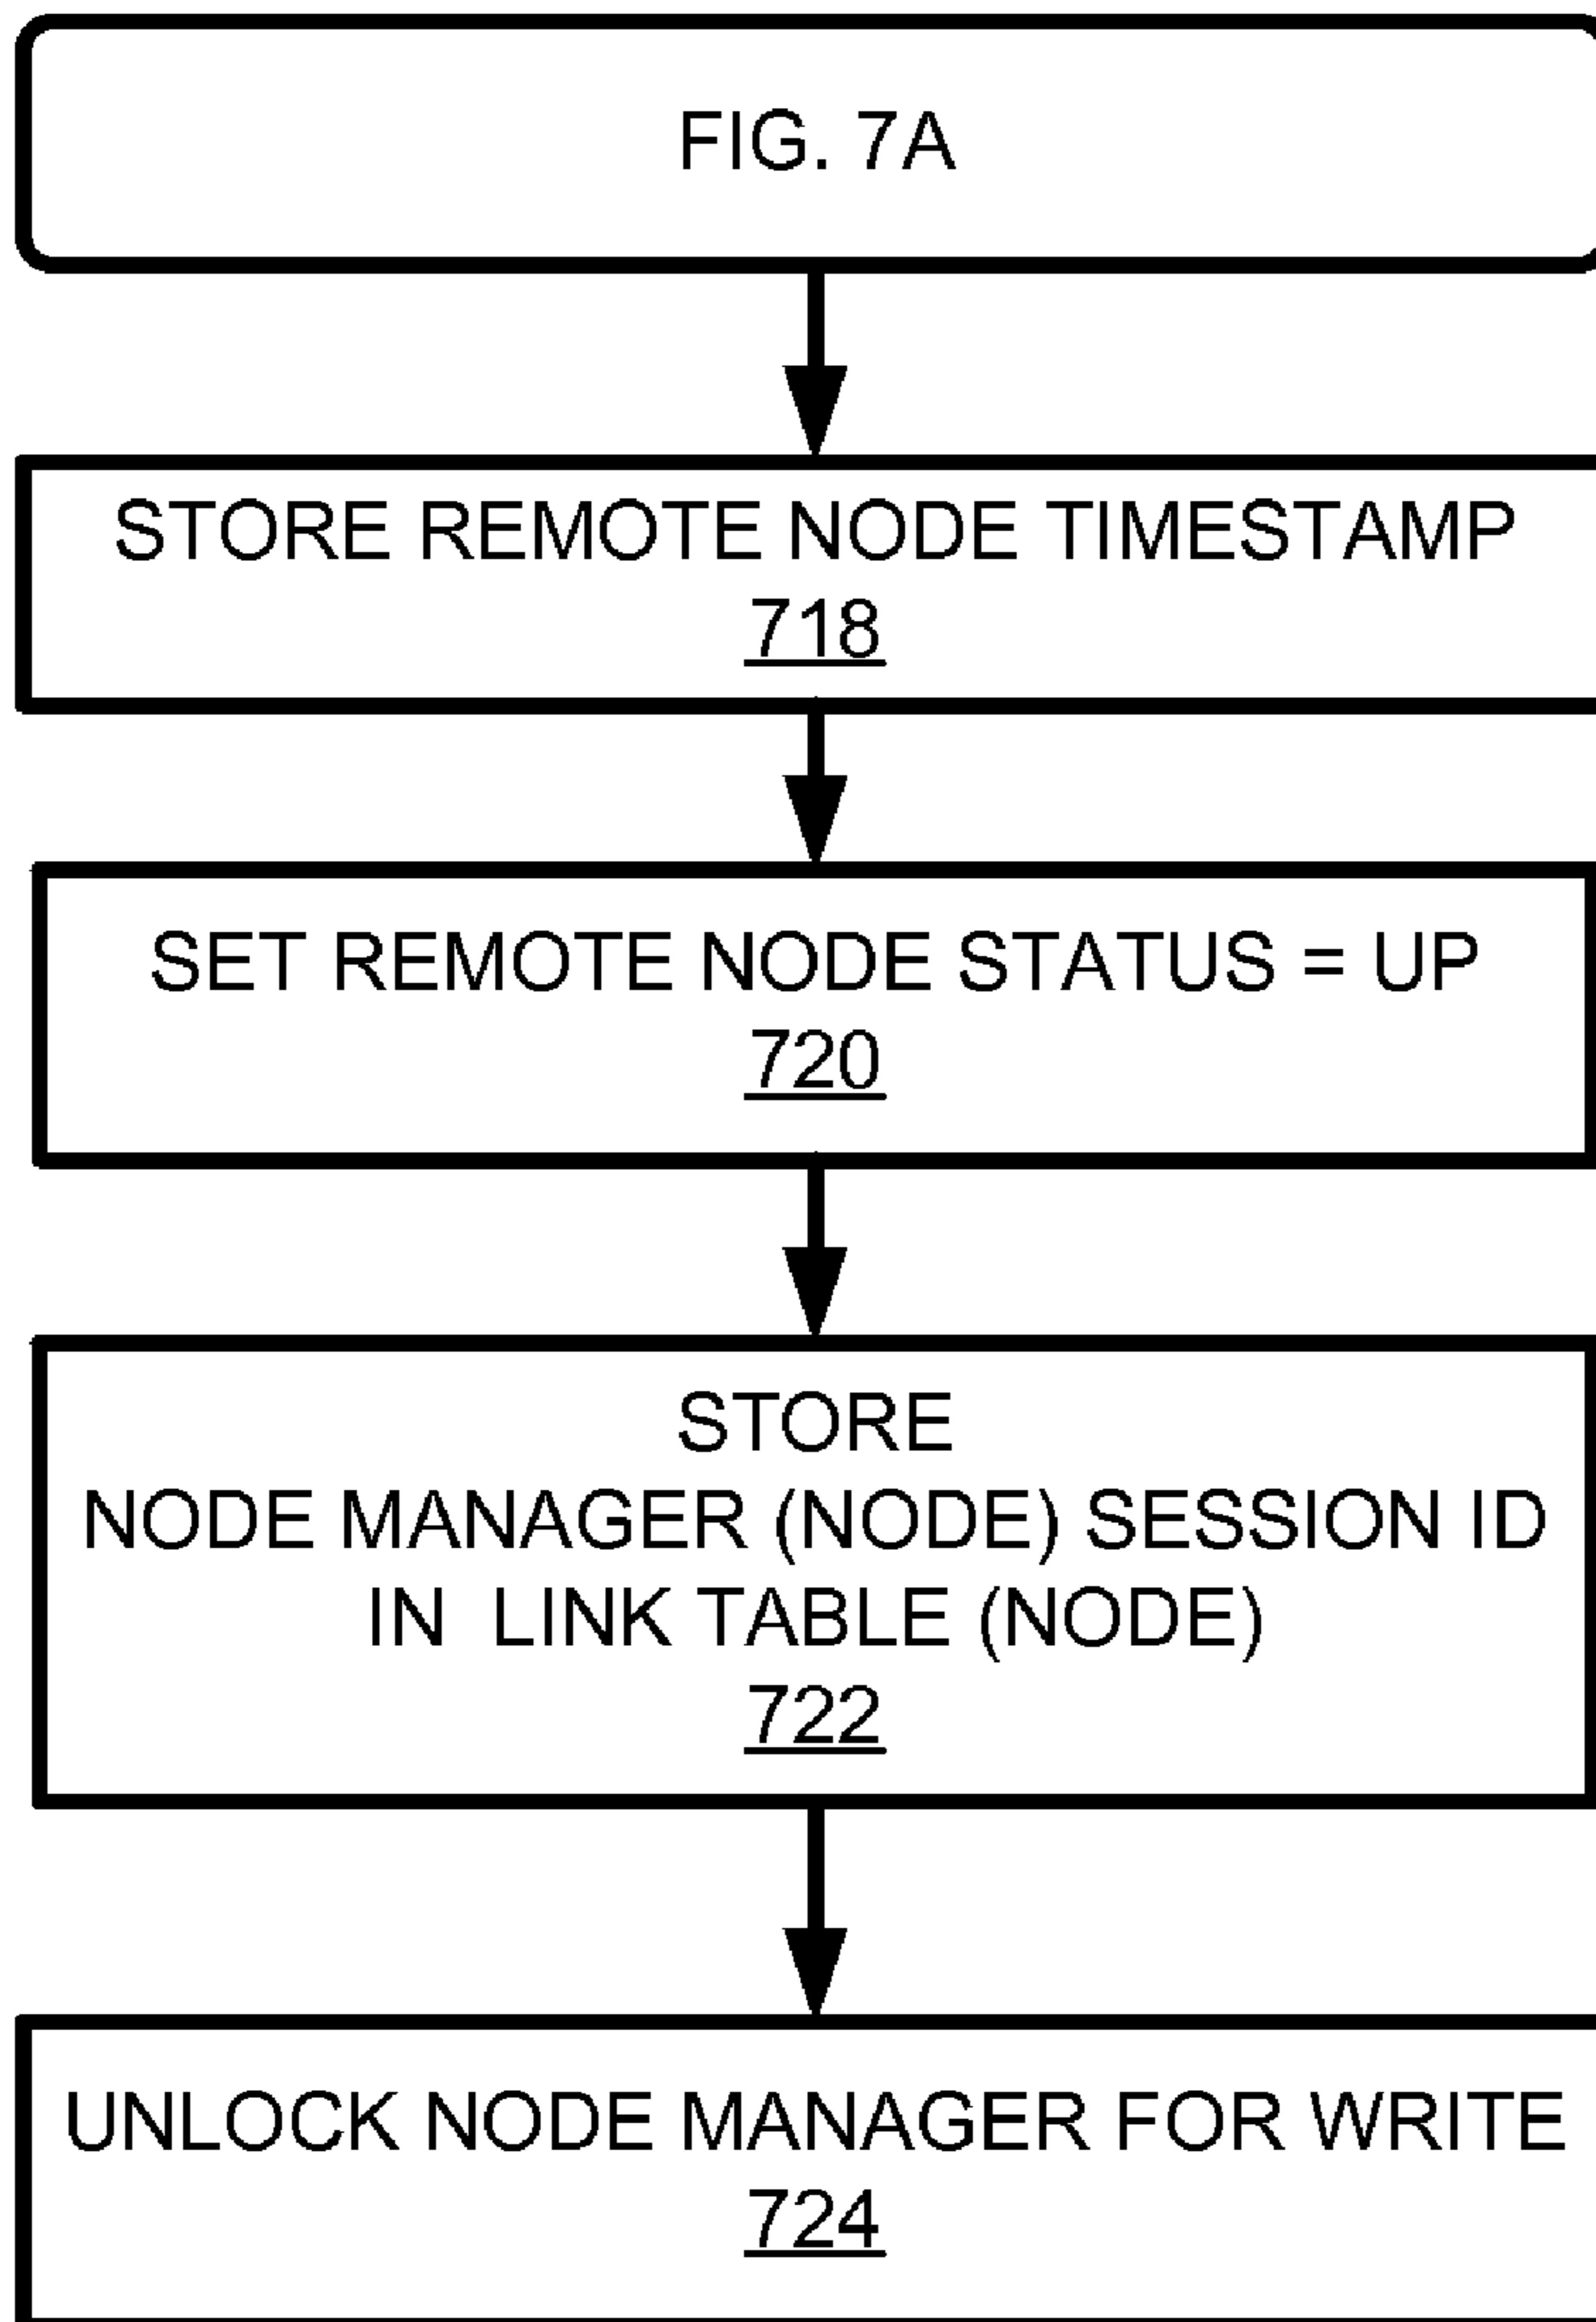 FIG. 7A
STORE REMOTE NODE TIMESTAMP
718
SET REMOTE NODE STATUS = UP
720
STORE
NODE MANAGER (NODE) SESSION ID
IN LINK TABLE (NODE)
722
UNLOCK NODE MANAGER FOR WRITE
724